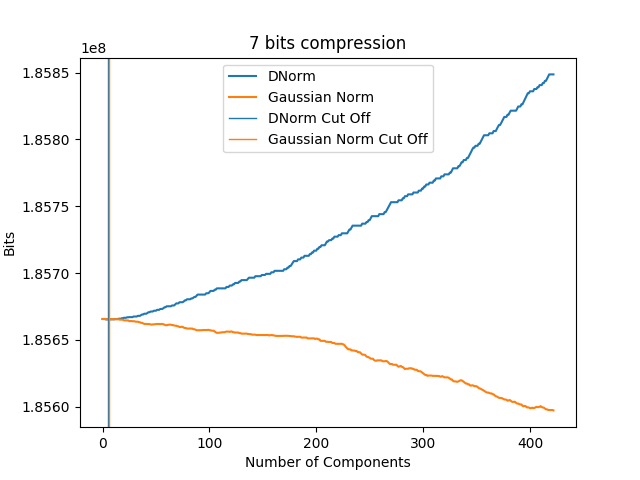 7 bits compression
1e8
1.8585
1.8580
1.8575
1.8570
1.8565
1.8560
Bits
DNorm
Gaussian Norm
DNorm Cut Off
Gaussian Norm Cut Off
0 100 200 300 400
Number of Components